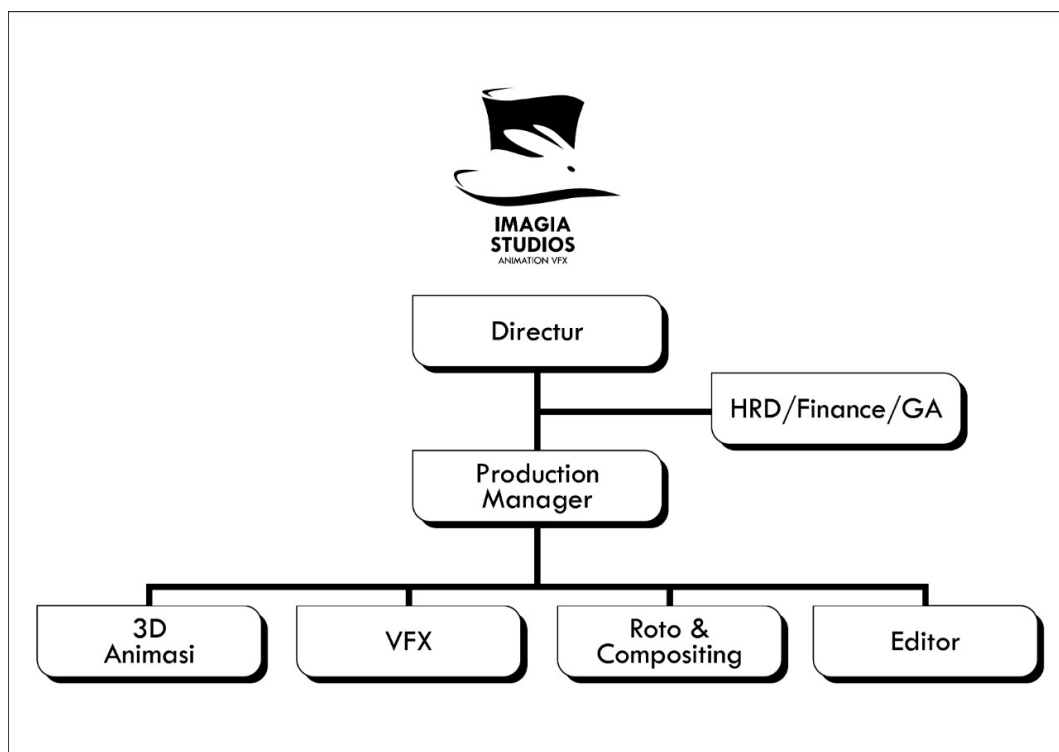 IMAGIA
STUDIOS
ANIMATION VFX
Directur
HRD/Finance/GA
Production
Manager
3D
Animasi
VFX
Roto &
Compositing
Editor